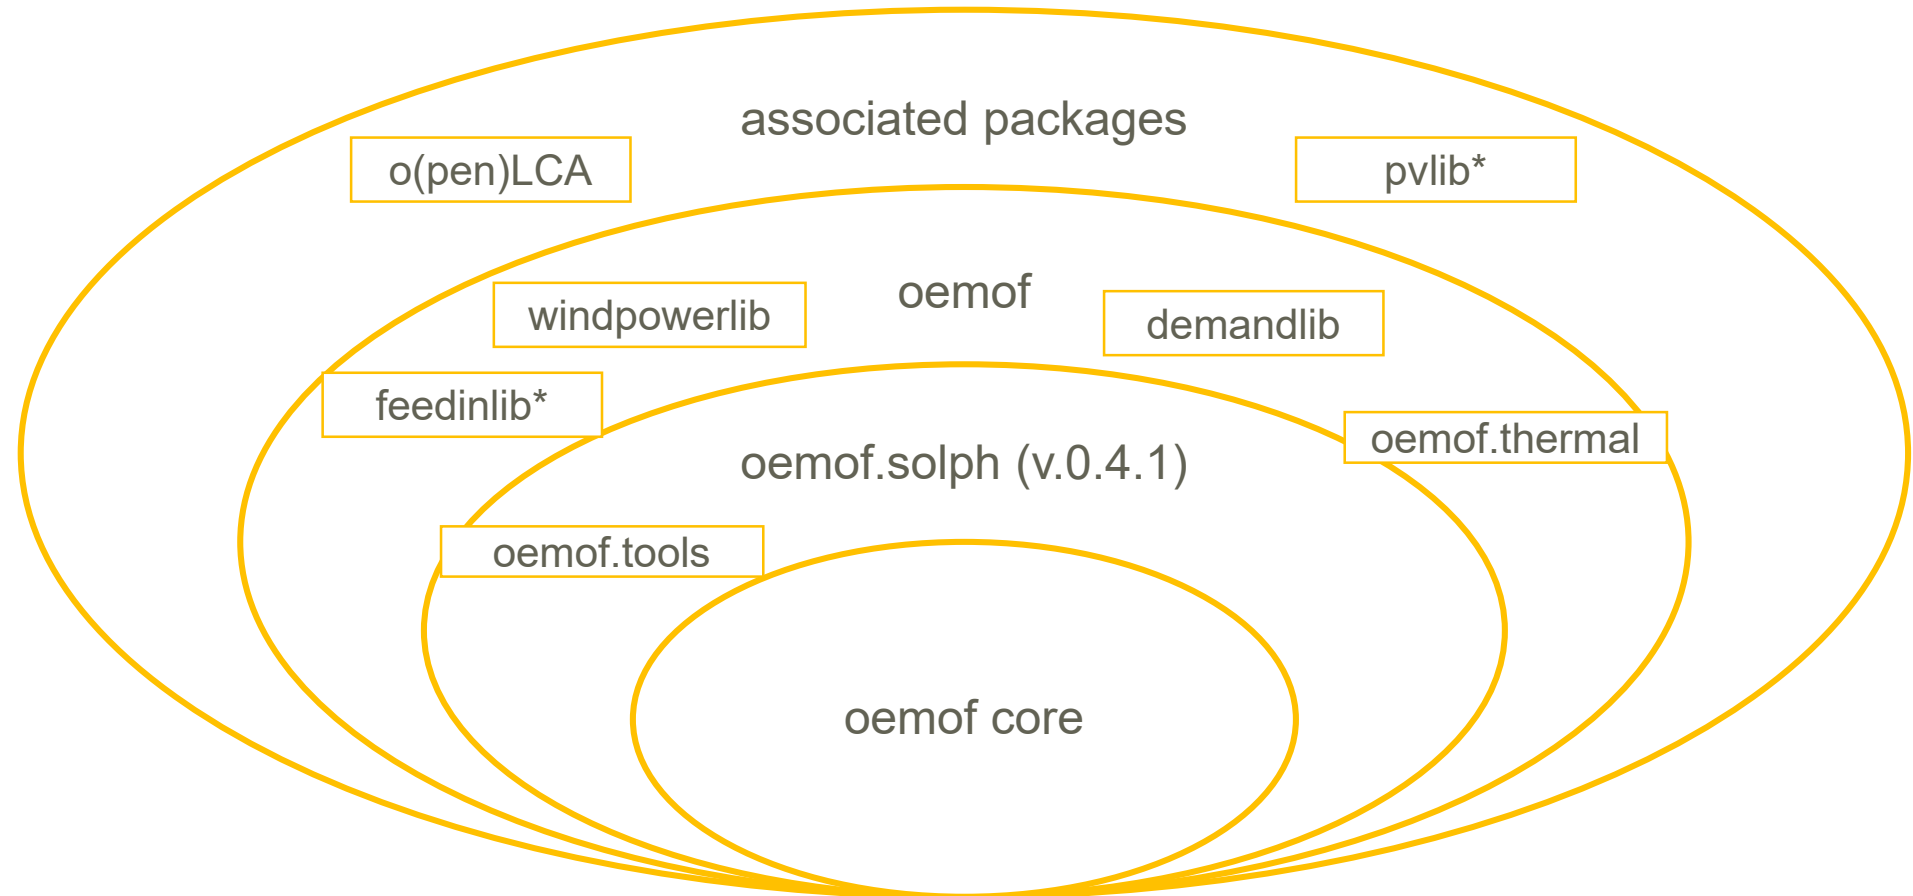 associated packages
o(pen)LCA
pvlib*
oemof
windpowerlib
demandlib
feedinlib*
oemof.thermal
oemof.solph (v.0.4.1)
oemof.tools
oemof core